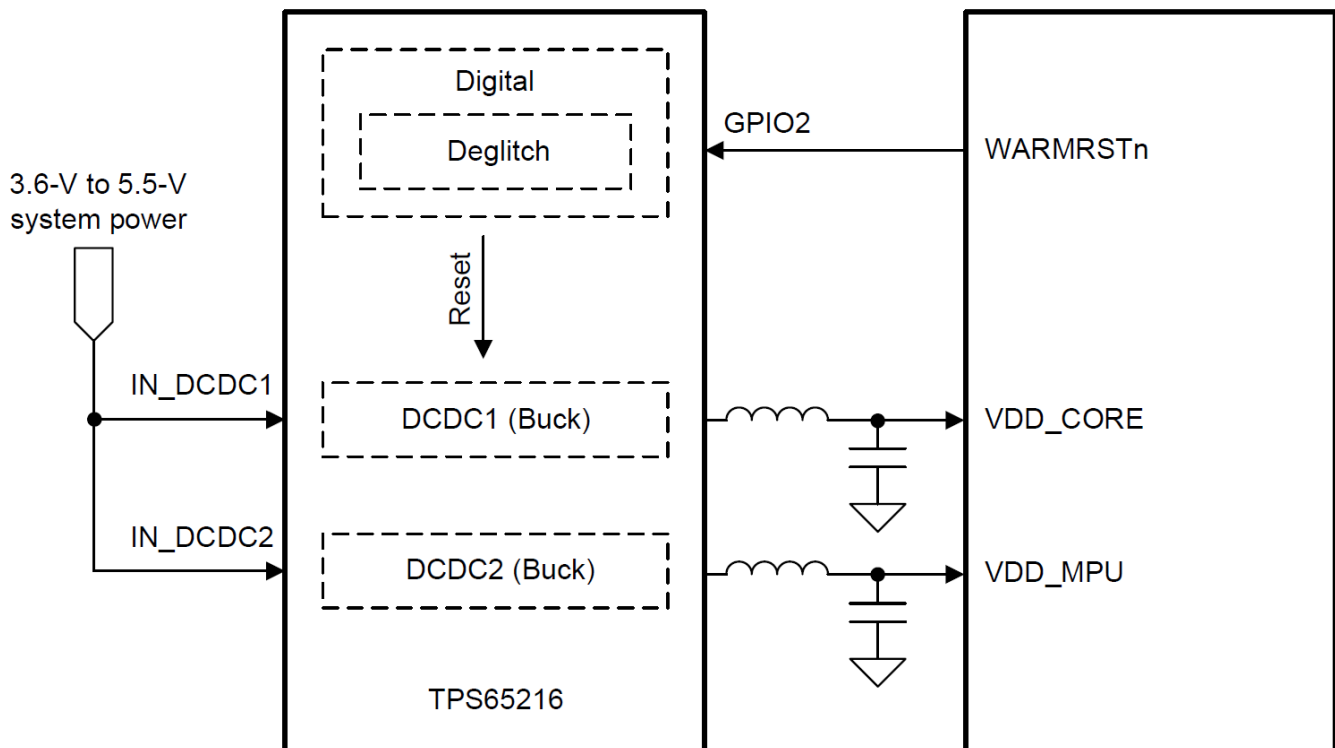 Digital
Deglitch
GPIO2
WARMRSTn
3.6-V to 5.5-V
system power
Reset
IN_DCDC1
DCDC1 (Buck)
VDD_CORE
IN_DCDC2
DCDC2 (Buck)
VDD_MPU
TPS65216